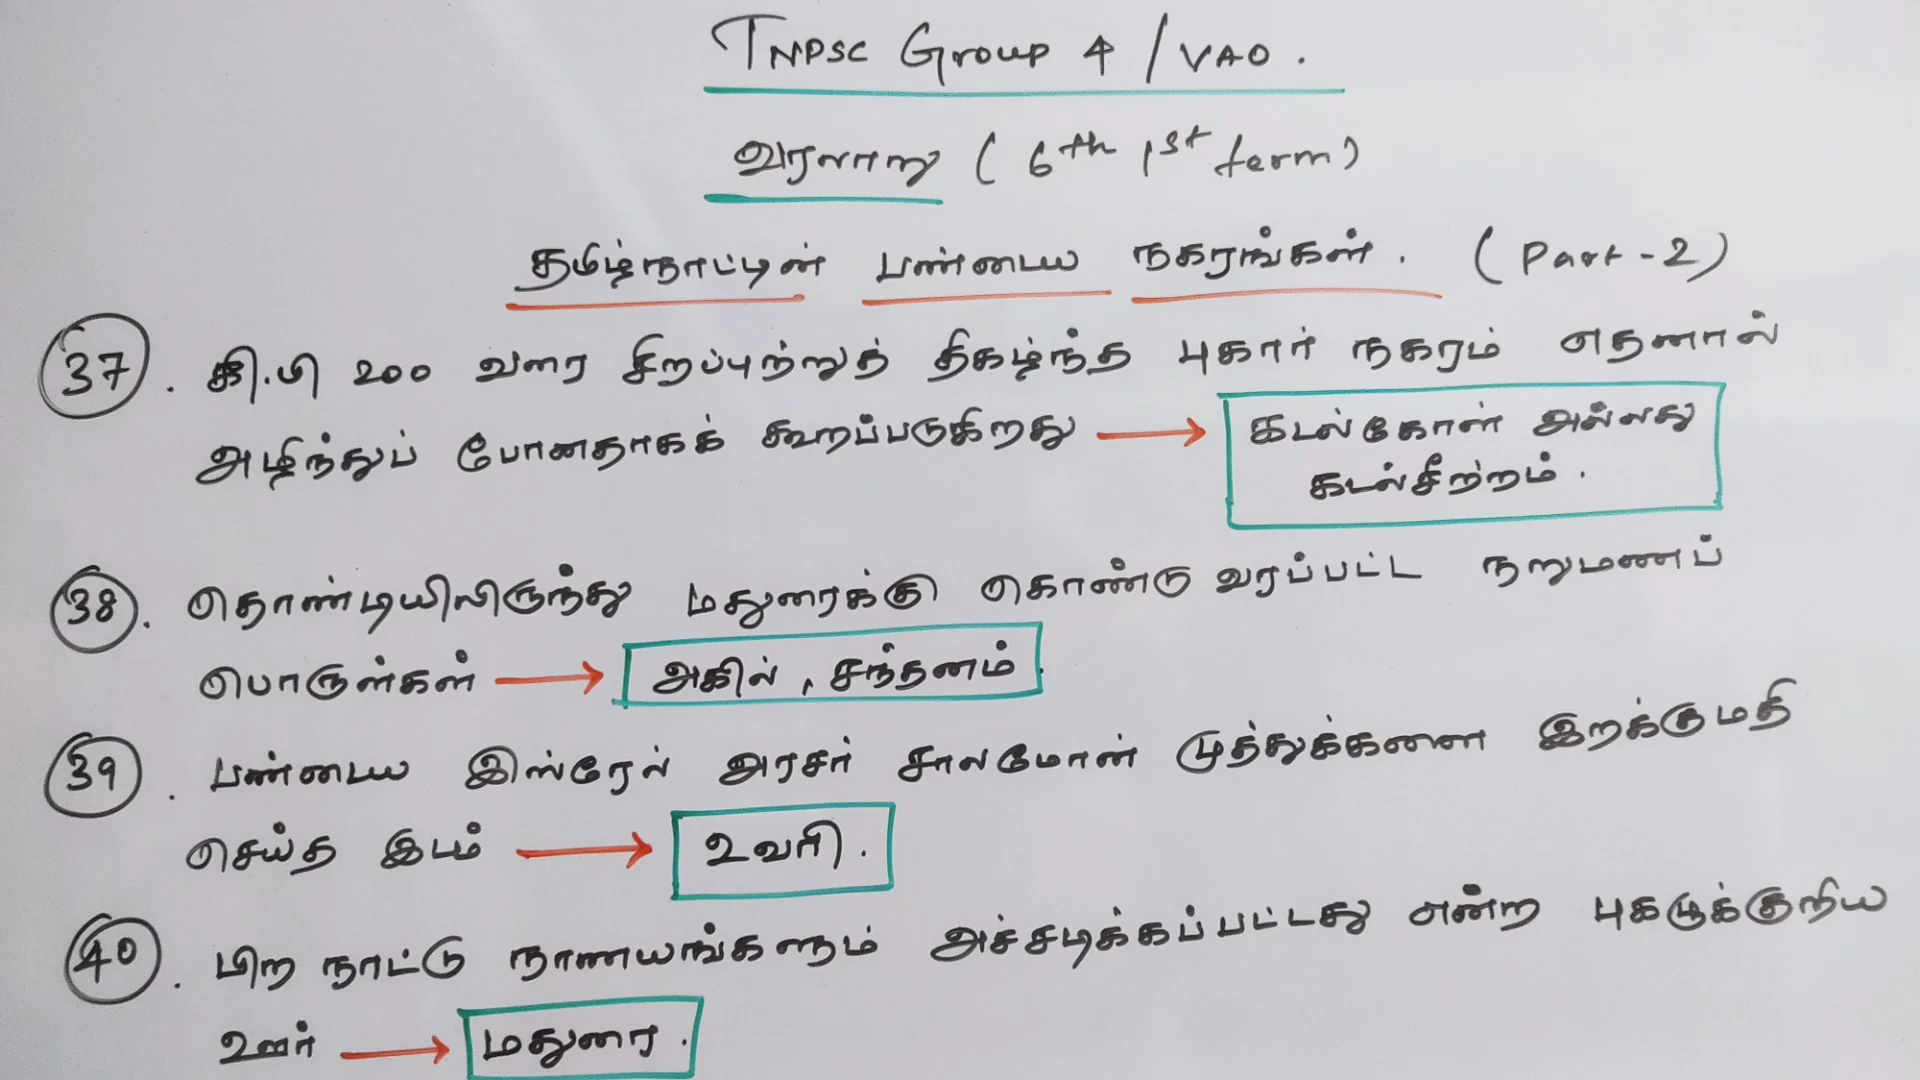 TNPSC Group 4 / VAO.
வரலாறு ( 6th 1st term)
தமிழ்நாட்டின் பண்டைய நகரங்கள். ( Part - 2)
37. கி.பி 200 வரை சிறப்புற்றுத் திகழ்ந்த புகார் நகரம் எதனால்
அழிந்துப் போனதாகக் கூறப்படுகிறது → கடல்கோள் அல்லது
கடல்சீற்றம்.
38. தொண்டியிலிருந்து மதுரைக்கு கொண்டு வரப்பட்ட நறுமணப்
பொருள்கள் → அகில், சந்தனம்.
39. பண்டைய இஸ்ரேல் அரசர் சாலமோன் முத்துக்களை இறக்குமதி
செய்த இடம் → உவரி.
40. பிற நாட்டு நாணயங்களும் அச்சடிக்கப்பட்டது என்ற புகழுக்குறிய
ஊர் → மதுரை.